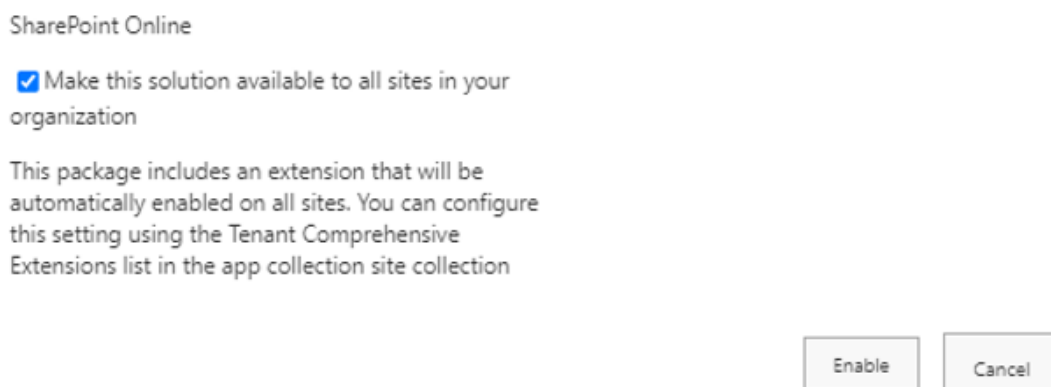 SharePoint Online
Make this solution available to all sites in your
organization
This package includes an extension that will be
automatically enabled on all sites. You can configure
this setting using the Tenant Comprehensive
Extensions list in the app collection site collection
Enable Cancel